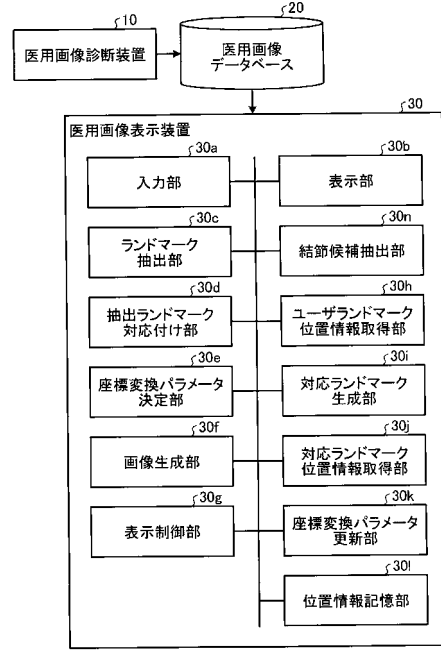 10
医用画像診断装置
20
医用画像
データベース
30
医用画像表示装置
30a
入力部
30b
表示部
30c
ランドマーク
抽出部
30n
結節候補抽出部
30d
抽出ランドマーク
対応付け部
30h
ユーザランドマーク
位置情報取得部
30e
座標変換パラメータ
決定部
30i
対応ランドマーク
生成部
30f
画像生成部
30j
対応ランドマーク
位置情報取得部
30g
表示制御部
30k
座標変換パラメータ
更新部
30l
位置情報記憶部